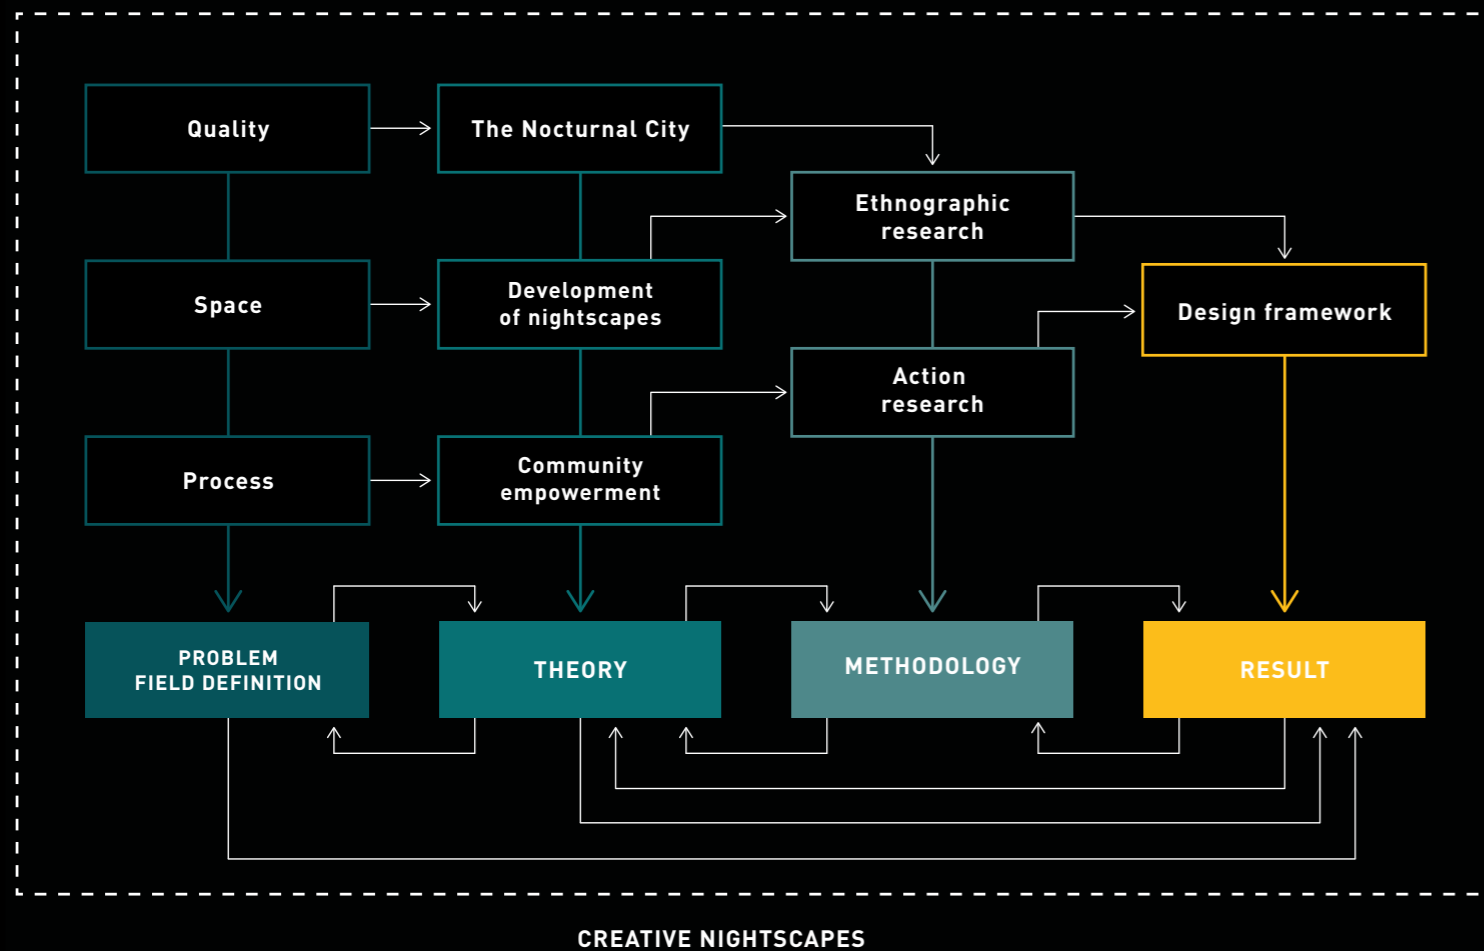 Quality
The Nocturnal City
Ethnographic
research
Space
Development
of nightscapes
Design framework
Action
research
Process
Community
empowerment
PROBLEM
FIELD DEFINITION
THEORY
METHODOLOGY
RESULT
CREATIVE NIGHTSCAPES